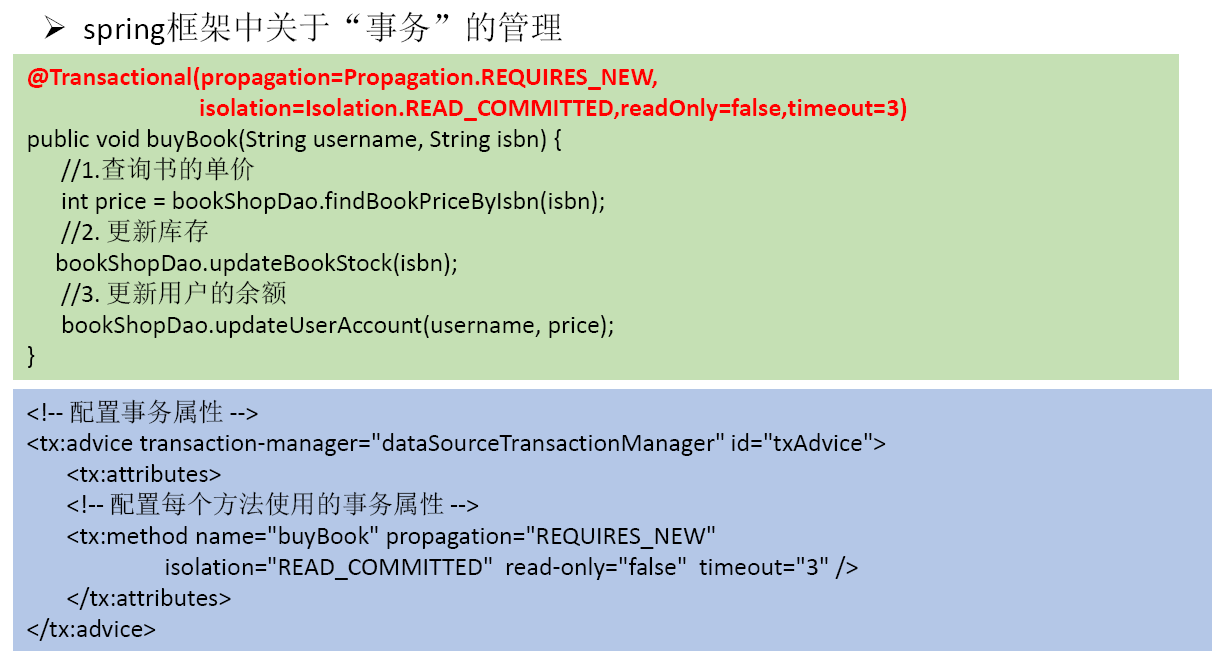 ➢ spring框架中关于“事务”的管理
@Transactional(propagation=Propagation.REQUIRES_NEW,
isolation=Isolation.READ_COMMITTED,readOnly=false,timeout=3)
public void buyBook(String username, String isbn) {
//1.查询书的单价
int price = bookShopDao.findBookPriceByIsbn(isbn);
//2. 更新库存
bookShopDao.updateBookStock(isbn);
//3. 更新用户的余额
bookShopDao.updateUserAccount(username, price);
}
<!-- 配置事务属性 -->
<tx:advice transaction-manager="dataSourceTransactionManager" id="txAdvice">
<tx:attributes>
<!-- 配置每个方法使用的事务属性 -->
<tx:method name="buyBook" propagation="REQUIRES_NEW"
isolation="READ_COMMITTED" read-only="false" timeout="3" />
</tx:attributes>
</tx:advice>